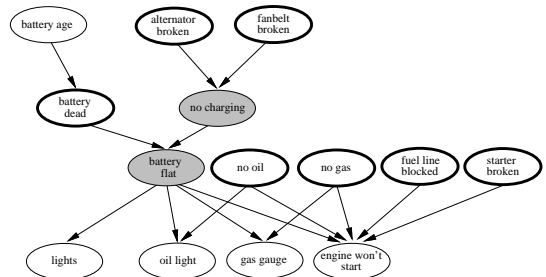 battery age
alternator
broken
fanbelt
broken
battery
dead
no charging
battery
flat
no oil
no gas
fuel line
blocked
starter
broken
lights
oil light
gas gauge
engine won't
start